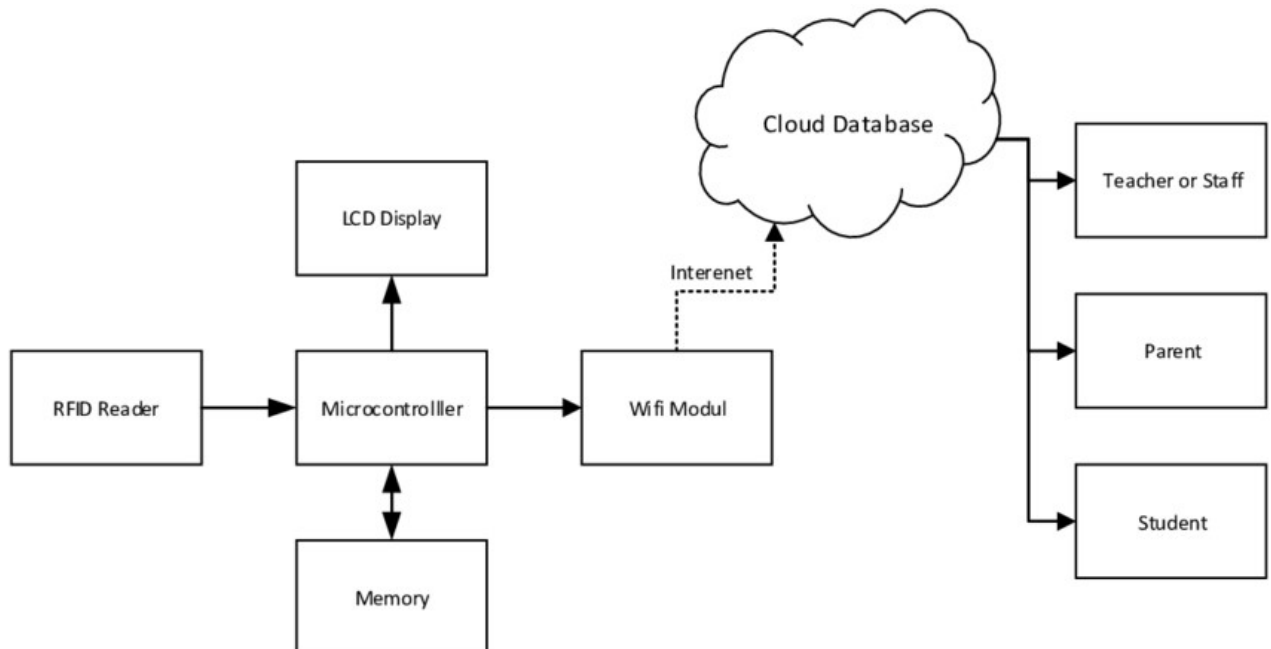 Cloud Database
Teacher or Staff
LCD Display
Interenet
Parent
RFID Reader
Microcontrolller
Wifi Modul
Student
Memory